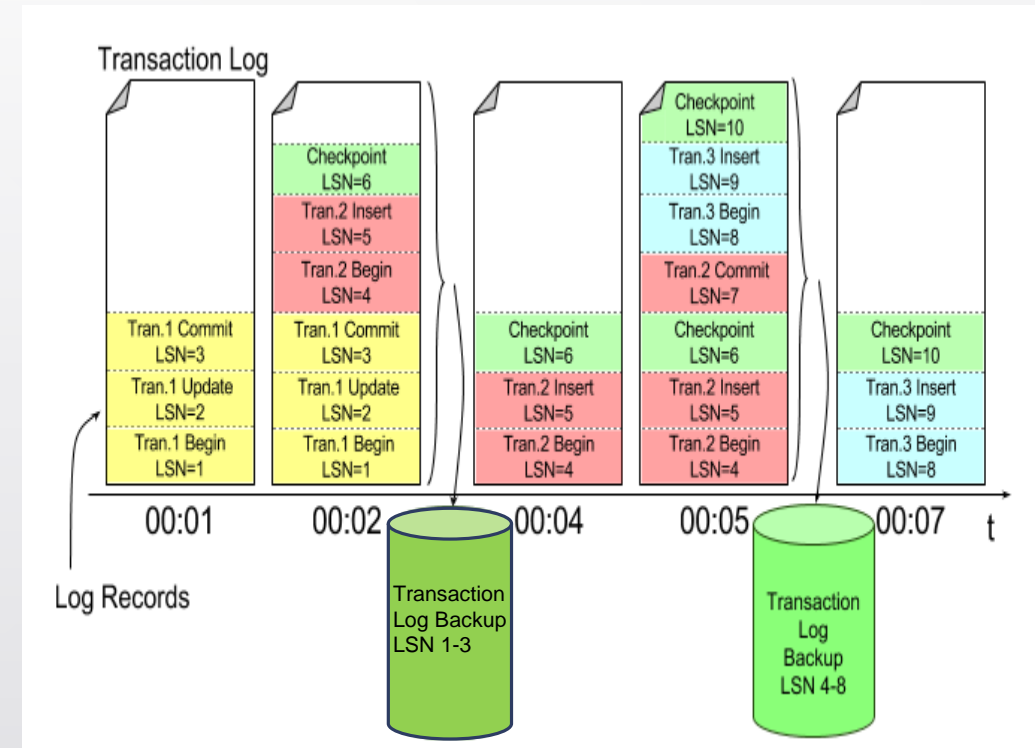 Transaction Log
Tran.1 Commit
LSN=3
Tran.1 Update
LSN=2
Tran.1 Begin
LSN=1
Checkpoint
LSN=6
Tran.2 Insert
LSN=5
Tran.2 Begin
LSN=4
Tran.1 Commit
LSN=3
Tran.1 Update
LSN=2
Tran.1 Begin
LSN=1
Checkpoint
LSN=6
Tran.2 Insert
LSN=5
Tran.2 Begin
LSN=4
Checkpoint
LSN=10
Tran.3 Insert
LSN=9
Tran.3 Begin
LSN=8
Tran.2 Commit
LSN=7
Checkpoint
LSN=6
Tran.2 Insert
LSN=5
Tran.2 Begin
LSN=4
Checkpoint
LSN=10
Tran.3 Insert
LSN=9
Tran.3 Begin
LSN=8
00:01 00:02 00:04 00:05 00:07 t
Log Records
Transaction
Log Backup
LSN 1-3
Transaction
Log
Backup
LSN 4-8